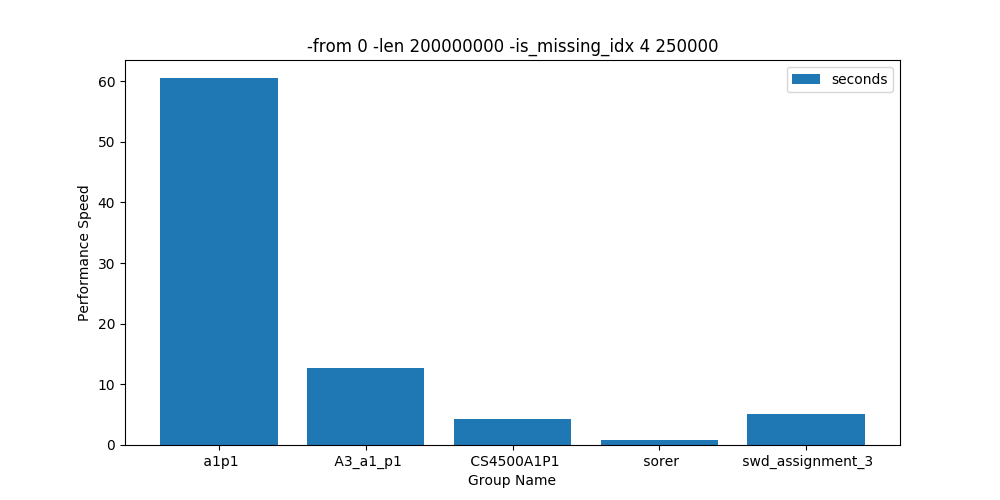 -from 0 -len 200000000 -is_missing_idx 4 250000
seconds
60
50
40
30
20
10
0
Performance Speed
a1p1 A3_a1_p1 CS4500A1P1 sorer swd_assignment_3
Group Name